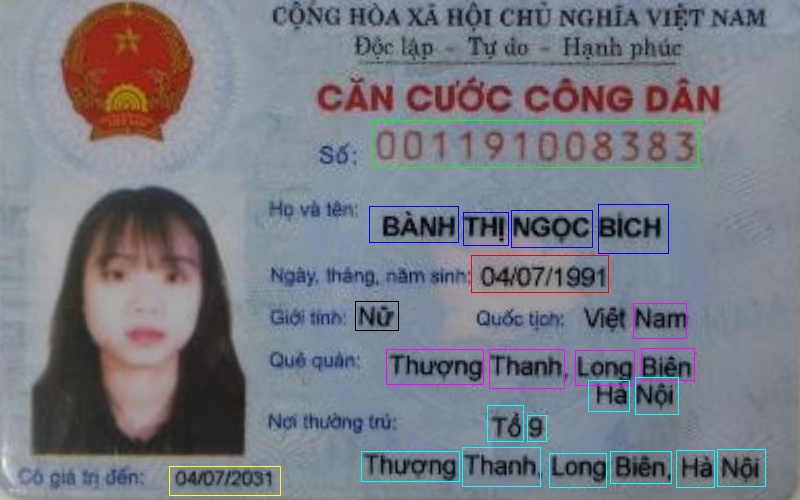 CỘNG HÒA XÃ HỘI CHỦ NGHĨA VIỆT NAM
Độc lập - Tự do - Hạnh phúc
CĂN CƯỚC CÔNG DÂN
Số: 001191008383
Họ và tên: BÀNH THỊ NGỌC BÍCH
Ngày, tháng, năm sinh: 04/07/1991
Giới tính: Nữ Quốc tịch: Việt Nam
Quê quán: Thượng Thanh, Long Biên
Hà Nội
Nơi thường trú: Tổ 9
Thượng Thanh, Long Biên, Hà Nội
Có giá trị đến: 04/07/2031